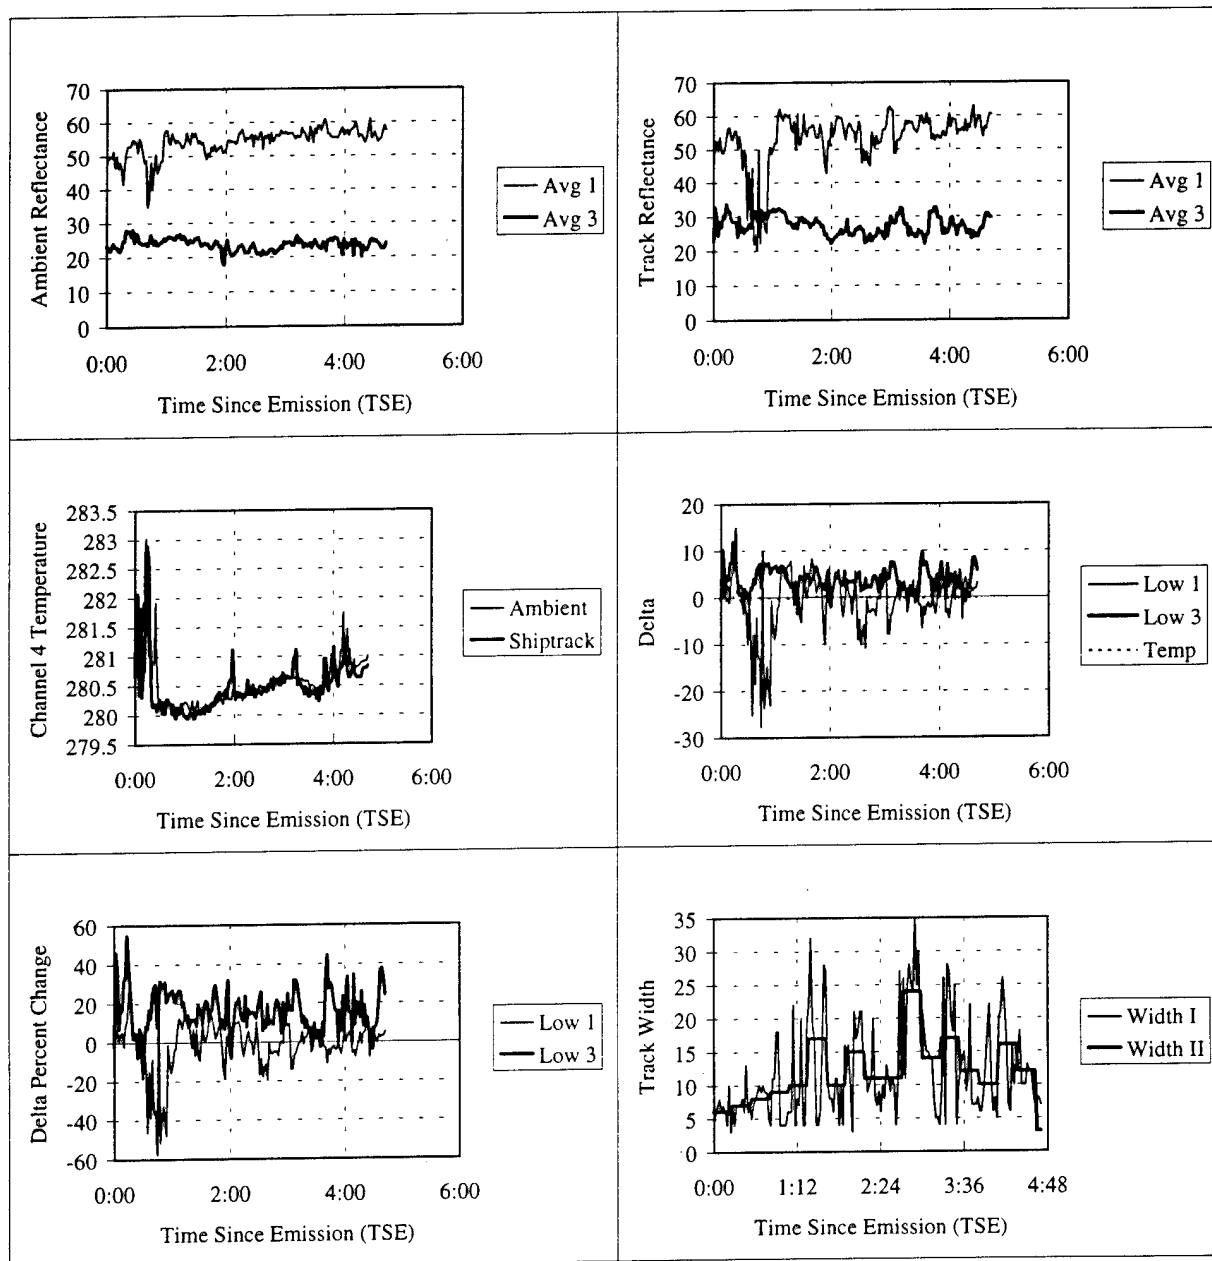 70
60
50
40
30
20
10
0
Ambient Reflectance
0:00 2:00 4:00 6:00
Time Since Emission (TSE)
Avg 1
Avg 3
70
60
50
40
30
20
10
0
Track Reflectance
0:00 2:00 4:00 6:00
Time Since Emission (TSE)
Avg 1
Avg 3
283.5
283
282.5
282
281.5
281
280.5
280
279.5
Channel 4 Temperature
0:00 2:00 4:00 6:00
Time Since Emission (TSE)
Ambient
Shiptrack
20
10
0
-10
-20
-30
Delta
0:00 2:00 4:00 6:00
Time Since Emission (TSE)
Low 1
Low 3
Temp
60
40
20
0
-20
-40
-60
Delta Percent Change
0:00 2:00 4:00 6:00
Time Since Emission (TSE)
Low 1
Low 3
35
30
25
20
15
10
5
0
Track Width
0:00 1:12 2:24 3:36 4:48
Time Since Emission (TSE)
Width I
Width II